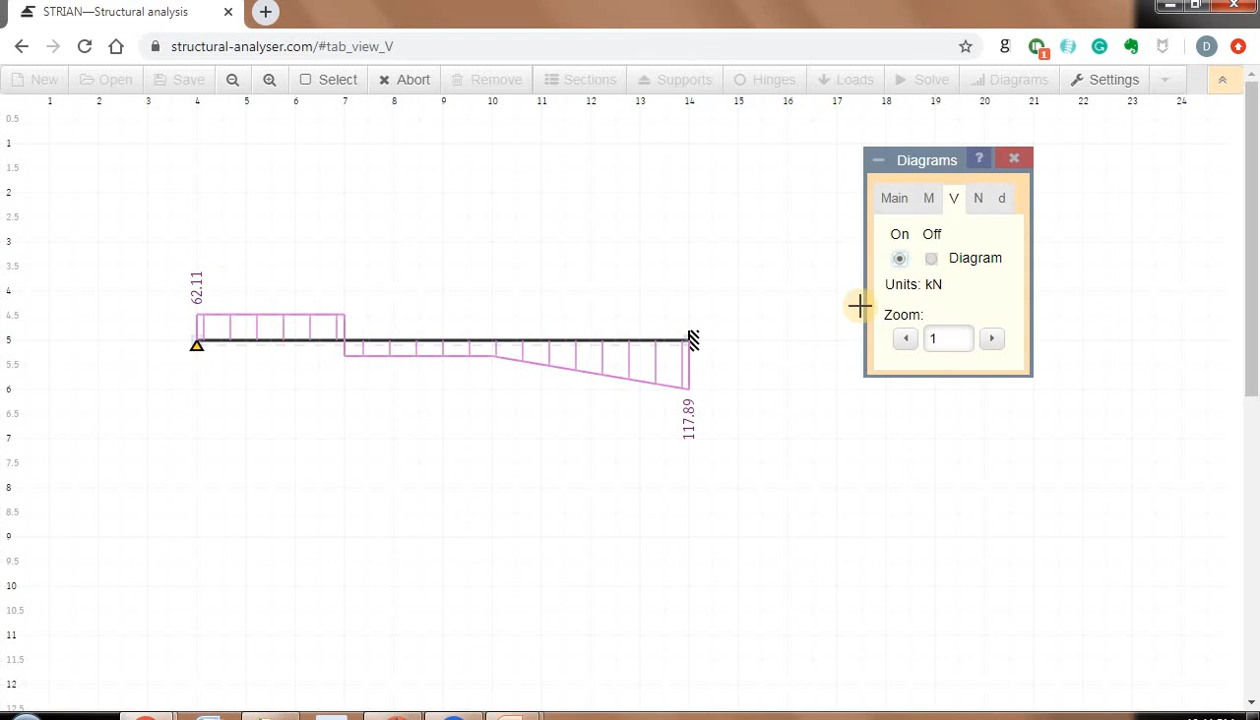 STRIAN—Structural analysis
structural-analyser.com/#tab_view_V
g
1
D
New Open Save Select Abort Remove Sections Supports Hinges Loads Solve Diagrams Settings
1 2 3 4 5 6 7 8 9 10 11 12 13 14 15 16 17 18 19 20 21 22 23 24
0.5
1
1.5
2
2.5
3
3.5
4
4.5
5
5.5
6
6.5
7
7.5
8
8.5
9
9.5
10
10.5
11
11.5
12
12.5
62.11
117.89
Diagrams ?
Main M V N d
On Off
Diagram
Units: kN
Zoom:
1